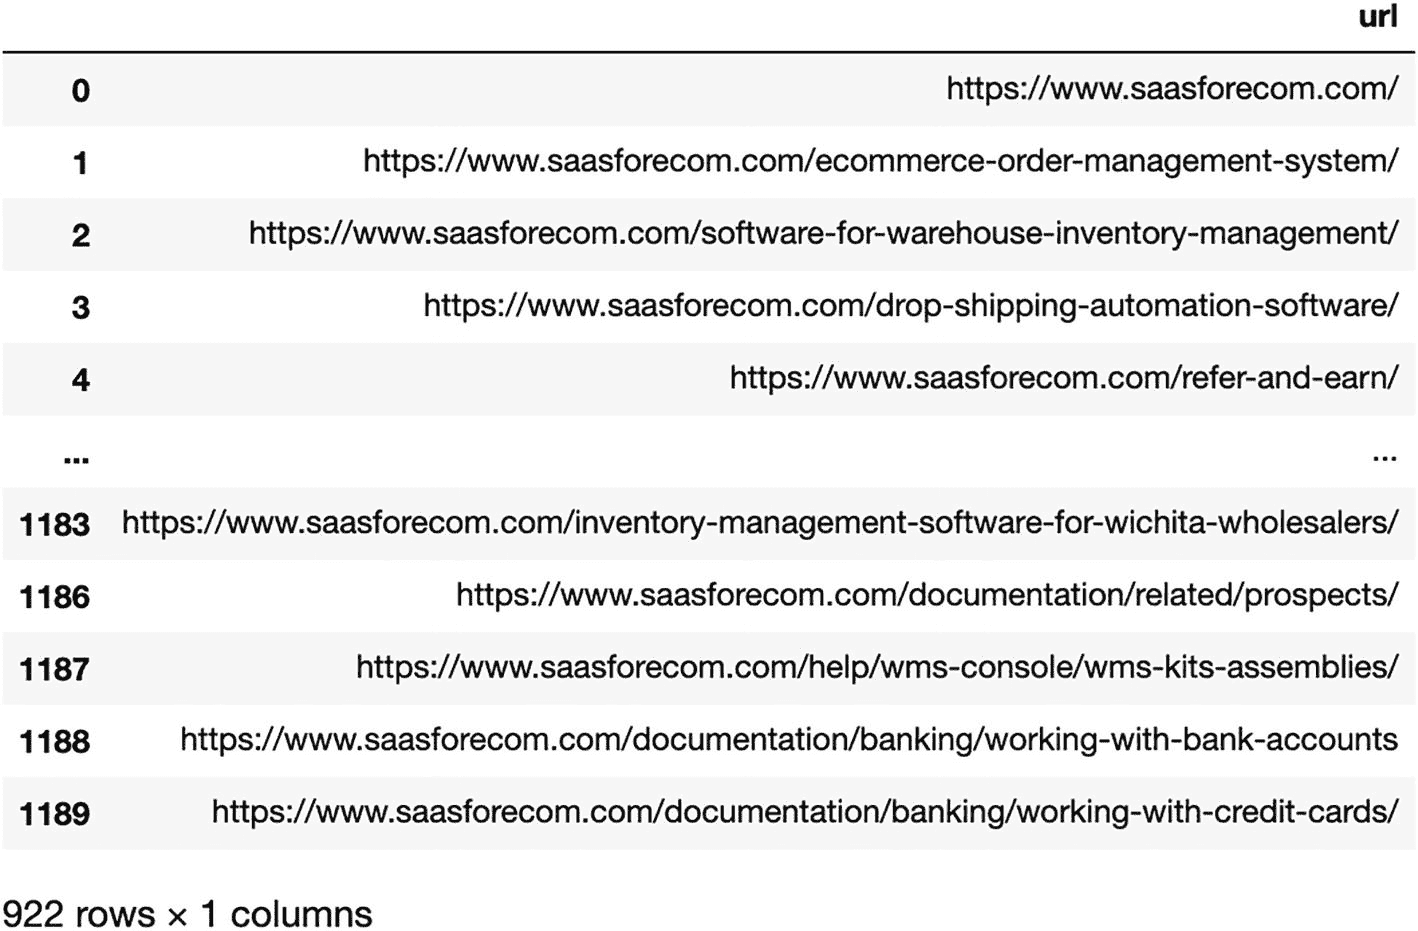 url
0 https://www.saasforecom.com/
1 https://www.saasforecom.com/ecommerce-order-management-system/
2 https://www.saasforecom.com/software-for-warehouse-inventory-management/
3 https://www.saasforecom.com/drop-shipping-automation-software/
4 https://www.saasforecom.com/refer-and-earn/
... ...
1183 https://www.saasforecom.com/inventory-management-software-for-wichita-wholesalers/
1186 https://www.saasforecom.com/documentation/related/prospects/
1187 https://www.saasforecom.com/help/wms-console/wms-kits-assemblies/
1188 https://www.saasforecom.com/documentation/banking/working-with-bank-accounts
1189 https://www.saasforecom.com/documentation/banking/working-with-credit-cards/
922 rows × 1 columns